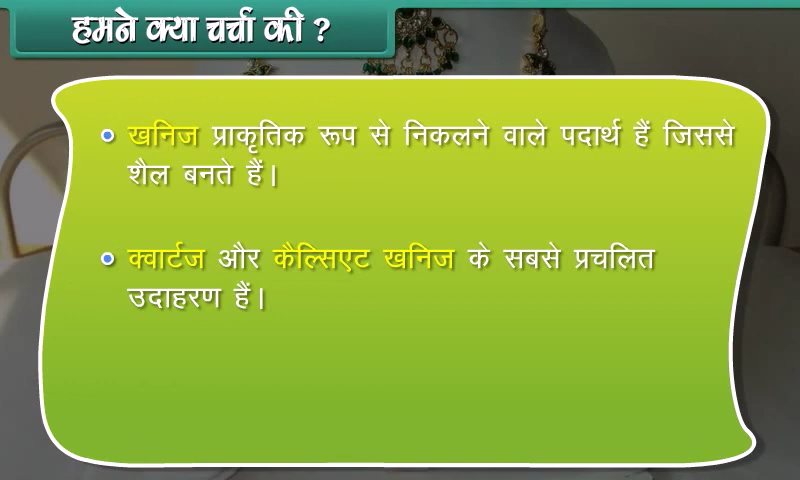 हमने क्या चर्चा की ?
खनिज प्राकृतिक रूप से निकलने वाले पदार्थ हैं जिससे
शैल बनते हैं।
क्वार्टज और कैल्सिएट खनिज के सबसे प्रचलित
उदाहरण हैं।